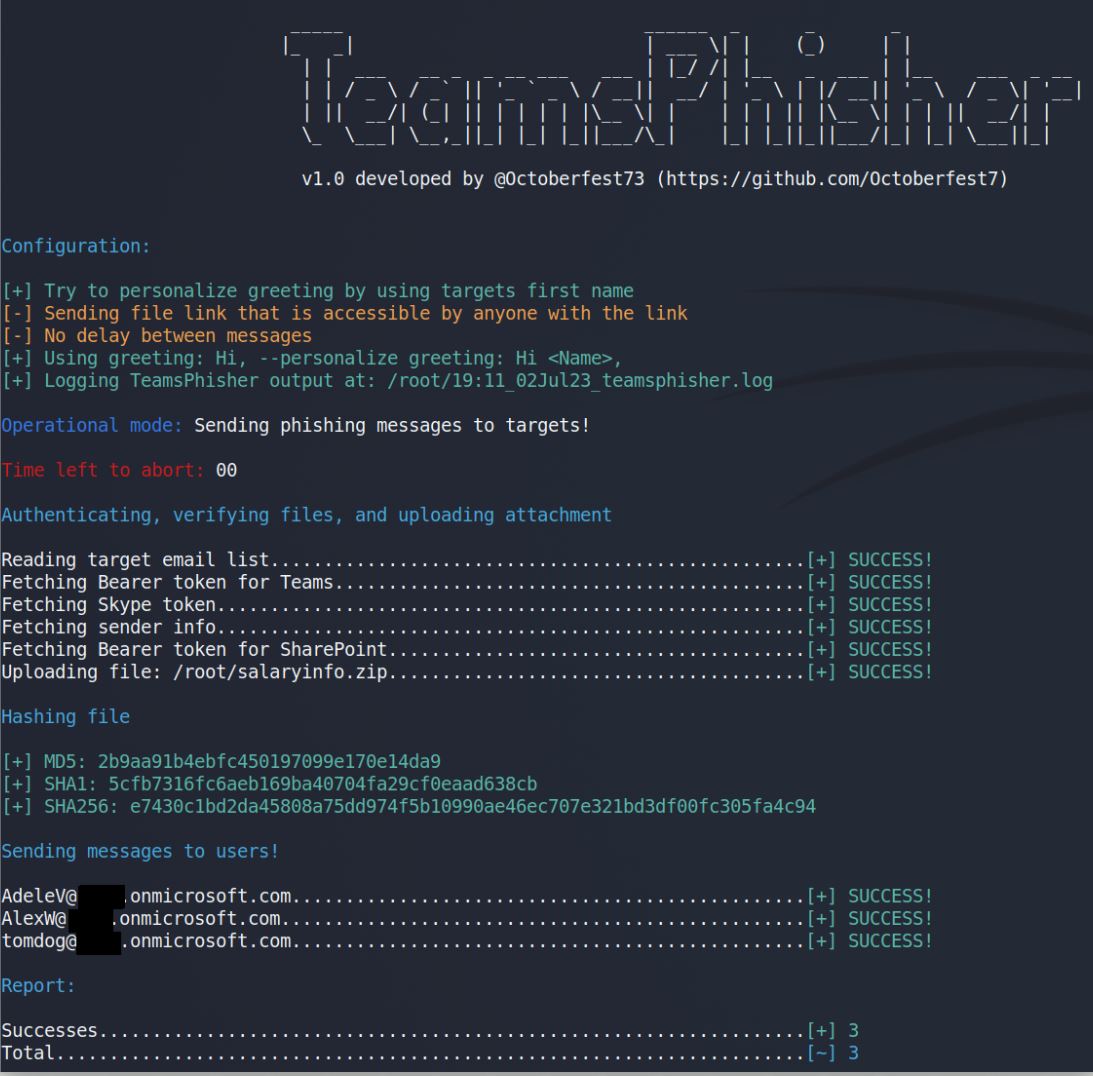 TeamsPhisher
v1.0 developed by @Octoberfest73 (https://github.com/Octoberfest7)
Configuration:
[+] Try to personalize greeting by using targets first name
[-] Sending file link that is accessible by anyone with the link
[-] No delay between messages
[+] Using greeting: Hi, --personalize greeting: Hi <Name>,
[+] Logging TeamsPhisher output at: /root/19:11_02Jul23_teamsphisher.log
Operational mode: Sending phishing messages to targets!
Time left to abort: 00
Authenticating, verifying files, and uploading attachment
Reading target email list..................................................[+] SUCCESS!
Fetching Bearer token for Teams............................................[+] SUCCESS!
Fetching Skype token.......................................................[+] SUCCESS!
Fetching sender info.......................................................[+] SUCCESS!
Fetching Bearer token for SharePoint.......................................[+] SUCCESS!
Uploading file: /root/salaryinfo.zip.......................................[+] SUCCESS!
Hashing file
[+] MD5: 2b9aa91b4ebfc450197099e170e14da9
[+] SHA1: 5cfb7316fc6aeb169ba40704fa29cf0eaad638cb
[+] SHA256: e7430c1bd2da45808a75dd974f5b10990ae46ec707e321bd3df00fc305fa4c94
Sending messages to users!
AdeleV@ .onmicrosoft.com................................................[+] SUCCESS!
AlexW@ .onmicrosoft.com.................................................[+] SUCCESS!
tomdog@ .onmicrosoft.com................................................[+] SUCCESS!
Report:
Successes..................................................................[+] 3
Total......................................................................[~] 3